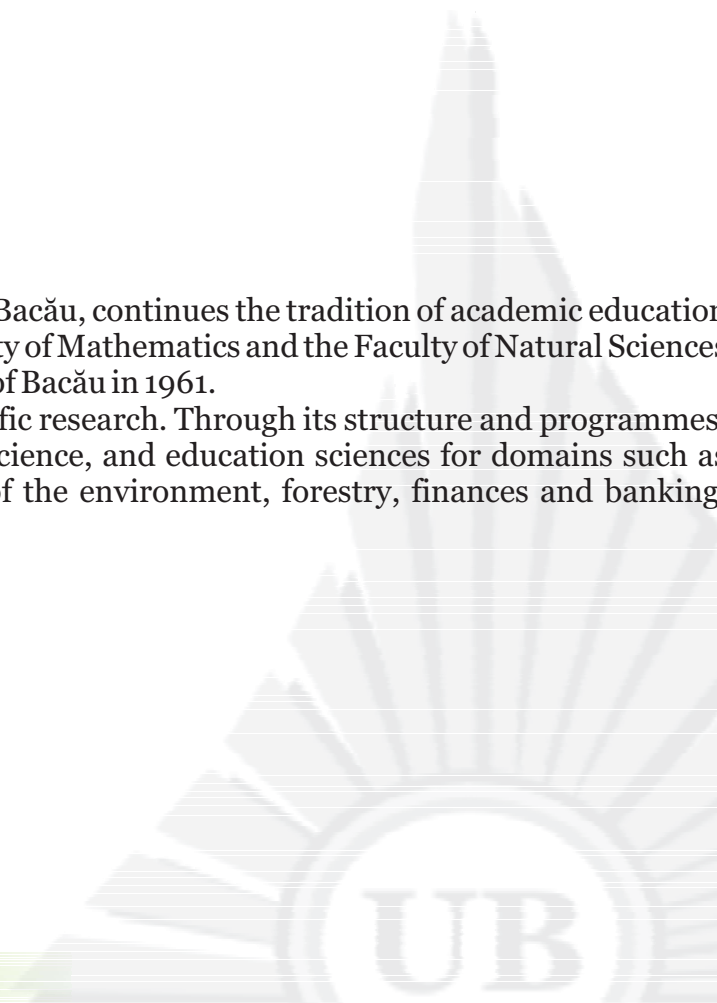 Bacău, continues the tradition of academic education
ty of Mathematics and the Faculty of Natural Sciences
of Bacău in 1961.
fic research. Through its structure and programmes,
cience, and education sciences for domains such as
of the environment, forestry, finances and banking,
UB